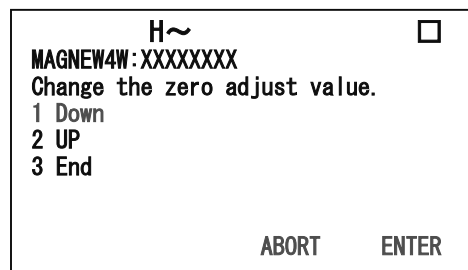 H～
MAGNEW4W:XXXXXXXX
Change the zero adjust value.
1 Down
2 UP
3 End
ABORT ENTER